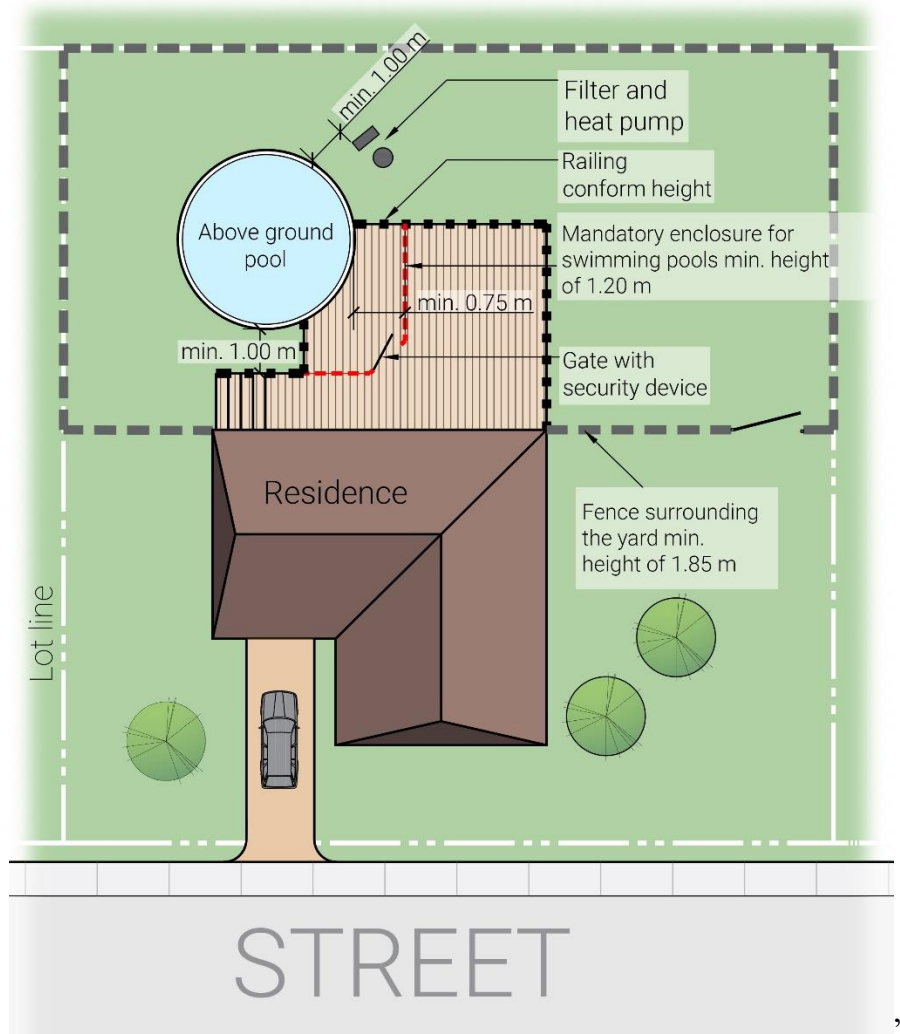 min. 1.00 m
Filter and
heat pump
Railing
conform height
Above ground
pool
Mandatory enclosure for
swimming pools min. height
of 1.20 m
min. 0.75 m
min. 1.00 m
Gate with
security device
Residence
Fence surrounding
the yard min.
height of 1.85 m
Lot line
STREET
,